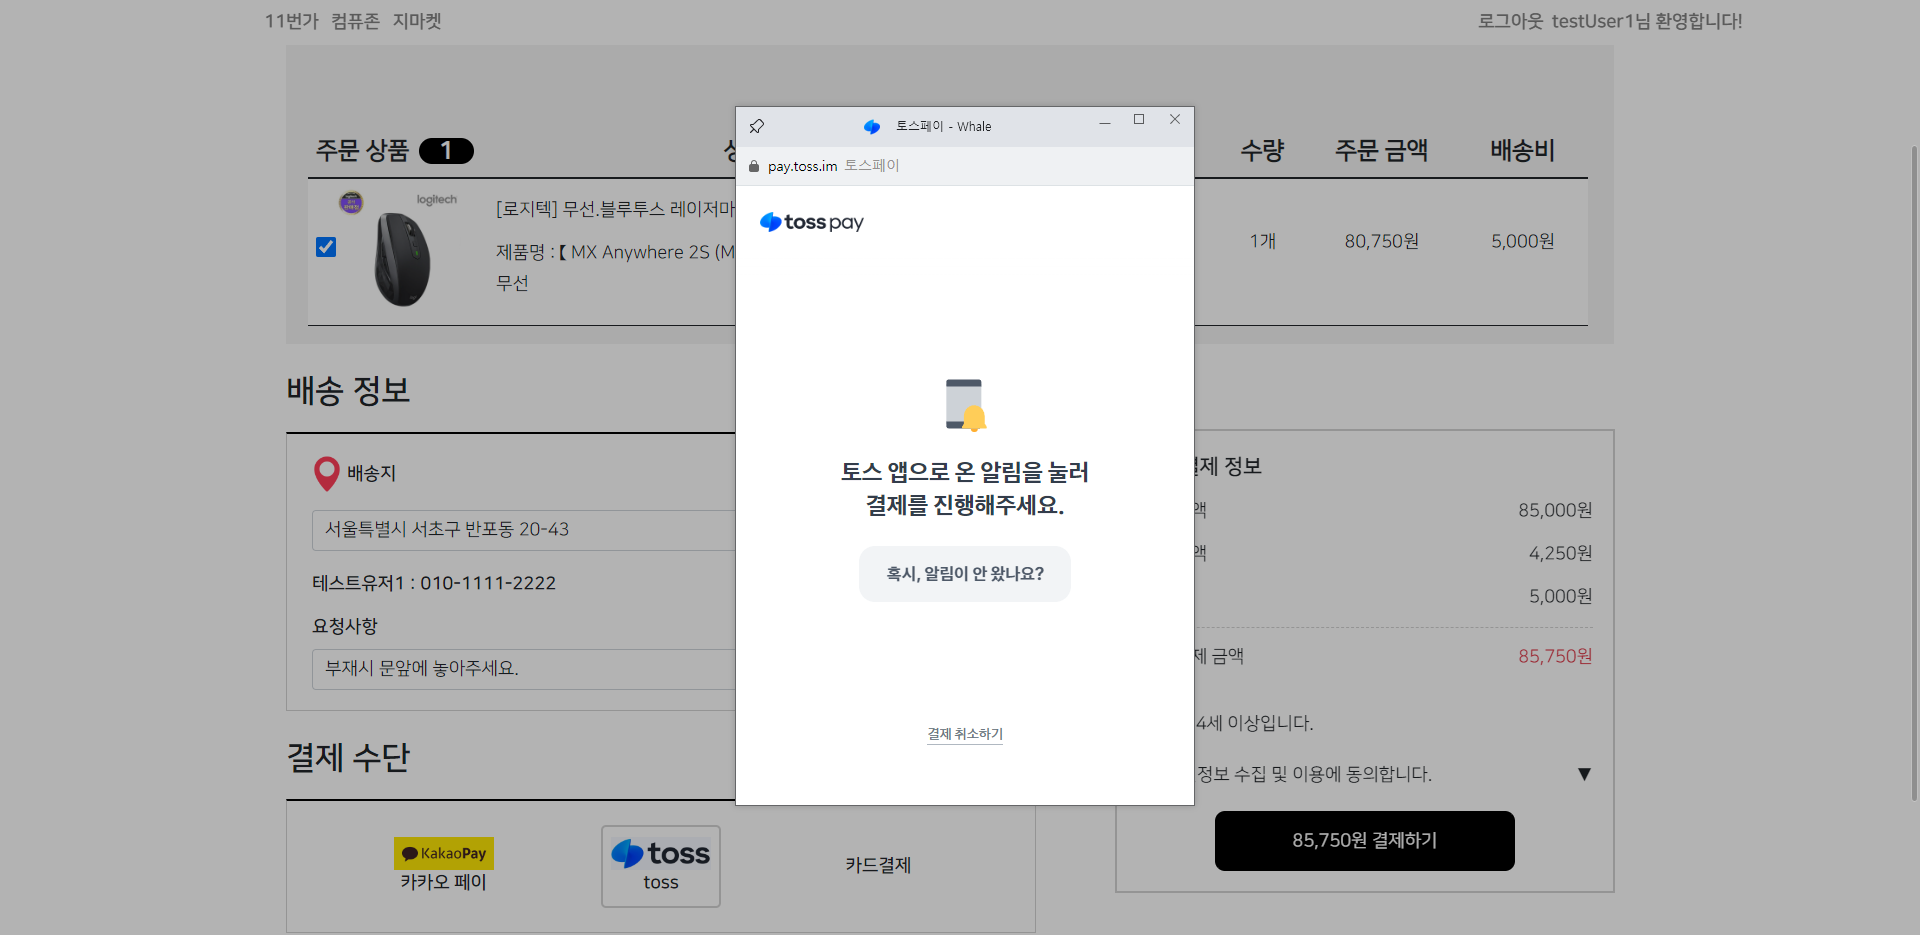 11번가 컴퓨존 지마켓
로그아웃 testUser1님 환영합니다!
토스페이 - Whale
pay.toss.im 토스페이
toss pay
토스 앱으로 온 알림을 눌러
결제를 진행해주세요.
혹시, 알림이 안 왔나요?
결제 취소하기
주문 상품 1
수량 주문 금액 배송비
logitech
[로지텍] 무선.블루투스 레이저마
제품명 :【 MX Anywhere 2S (M
무선
1개 80,750원 5,000원
배송 정보
배송지
서울특별시 서초구 반포동 20-43
테스트유저1 : 010-1111-2222
요청사항
부재시 문앞에 놓아주세요.
결제 수단
KakaoPay
카카오 페이
toss
toss
카드결제
제 정보
액 85,000원
액 4,250원
5,000원
제 금액 85,750원
4세 이상입니다.
정보 수집 및 이용에 동의합니다. ▼
85,750원 결제하기